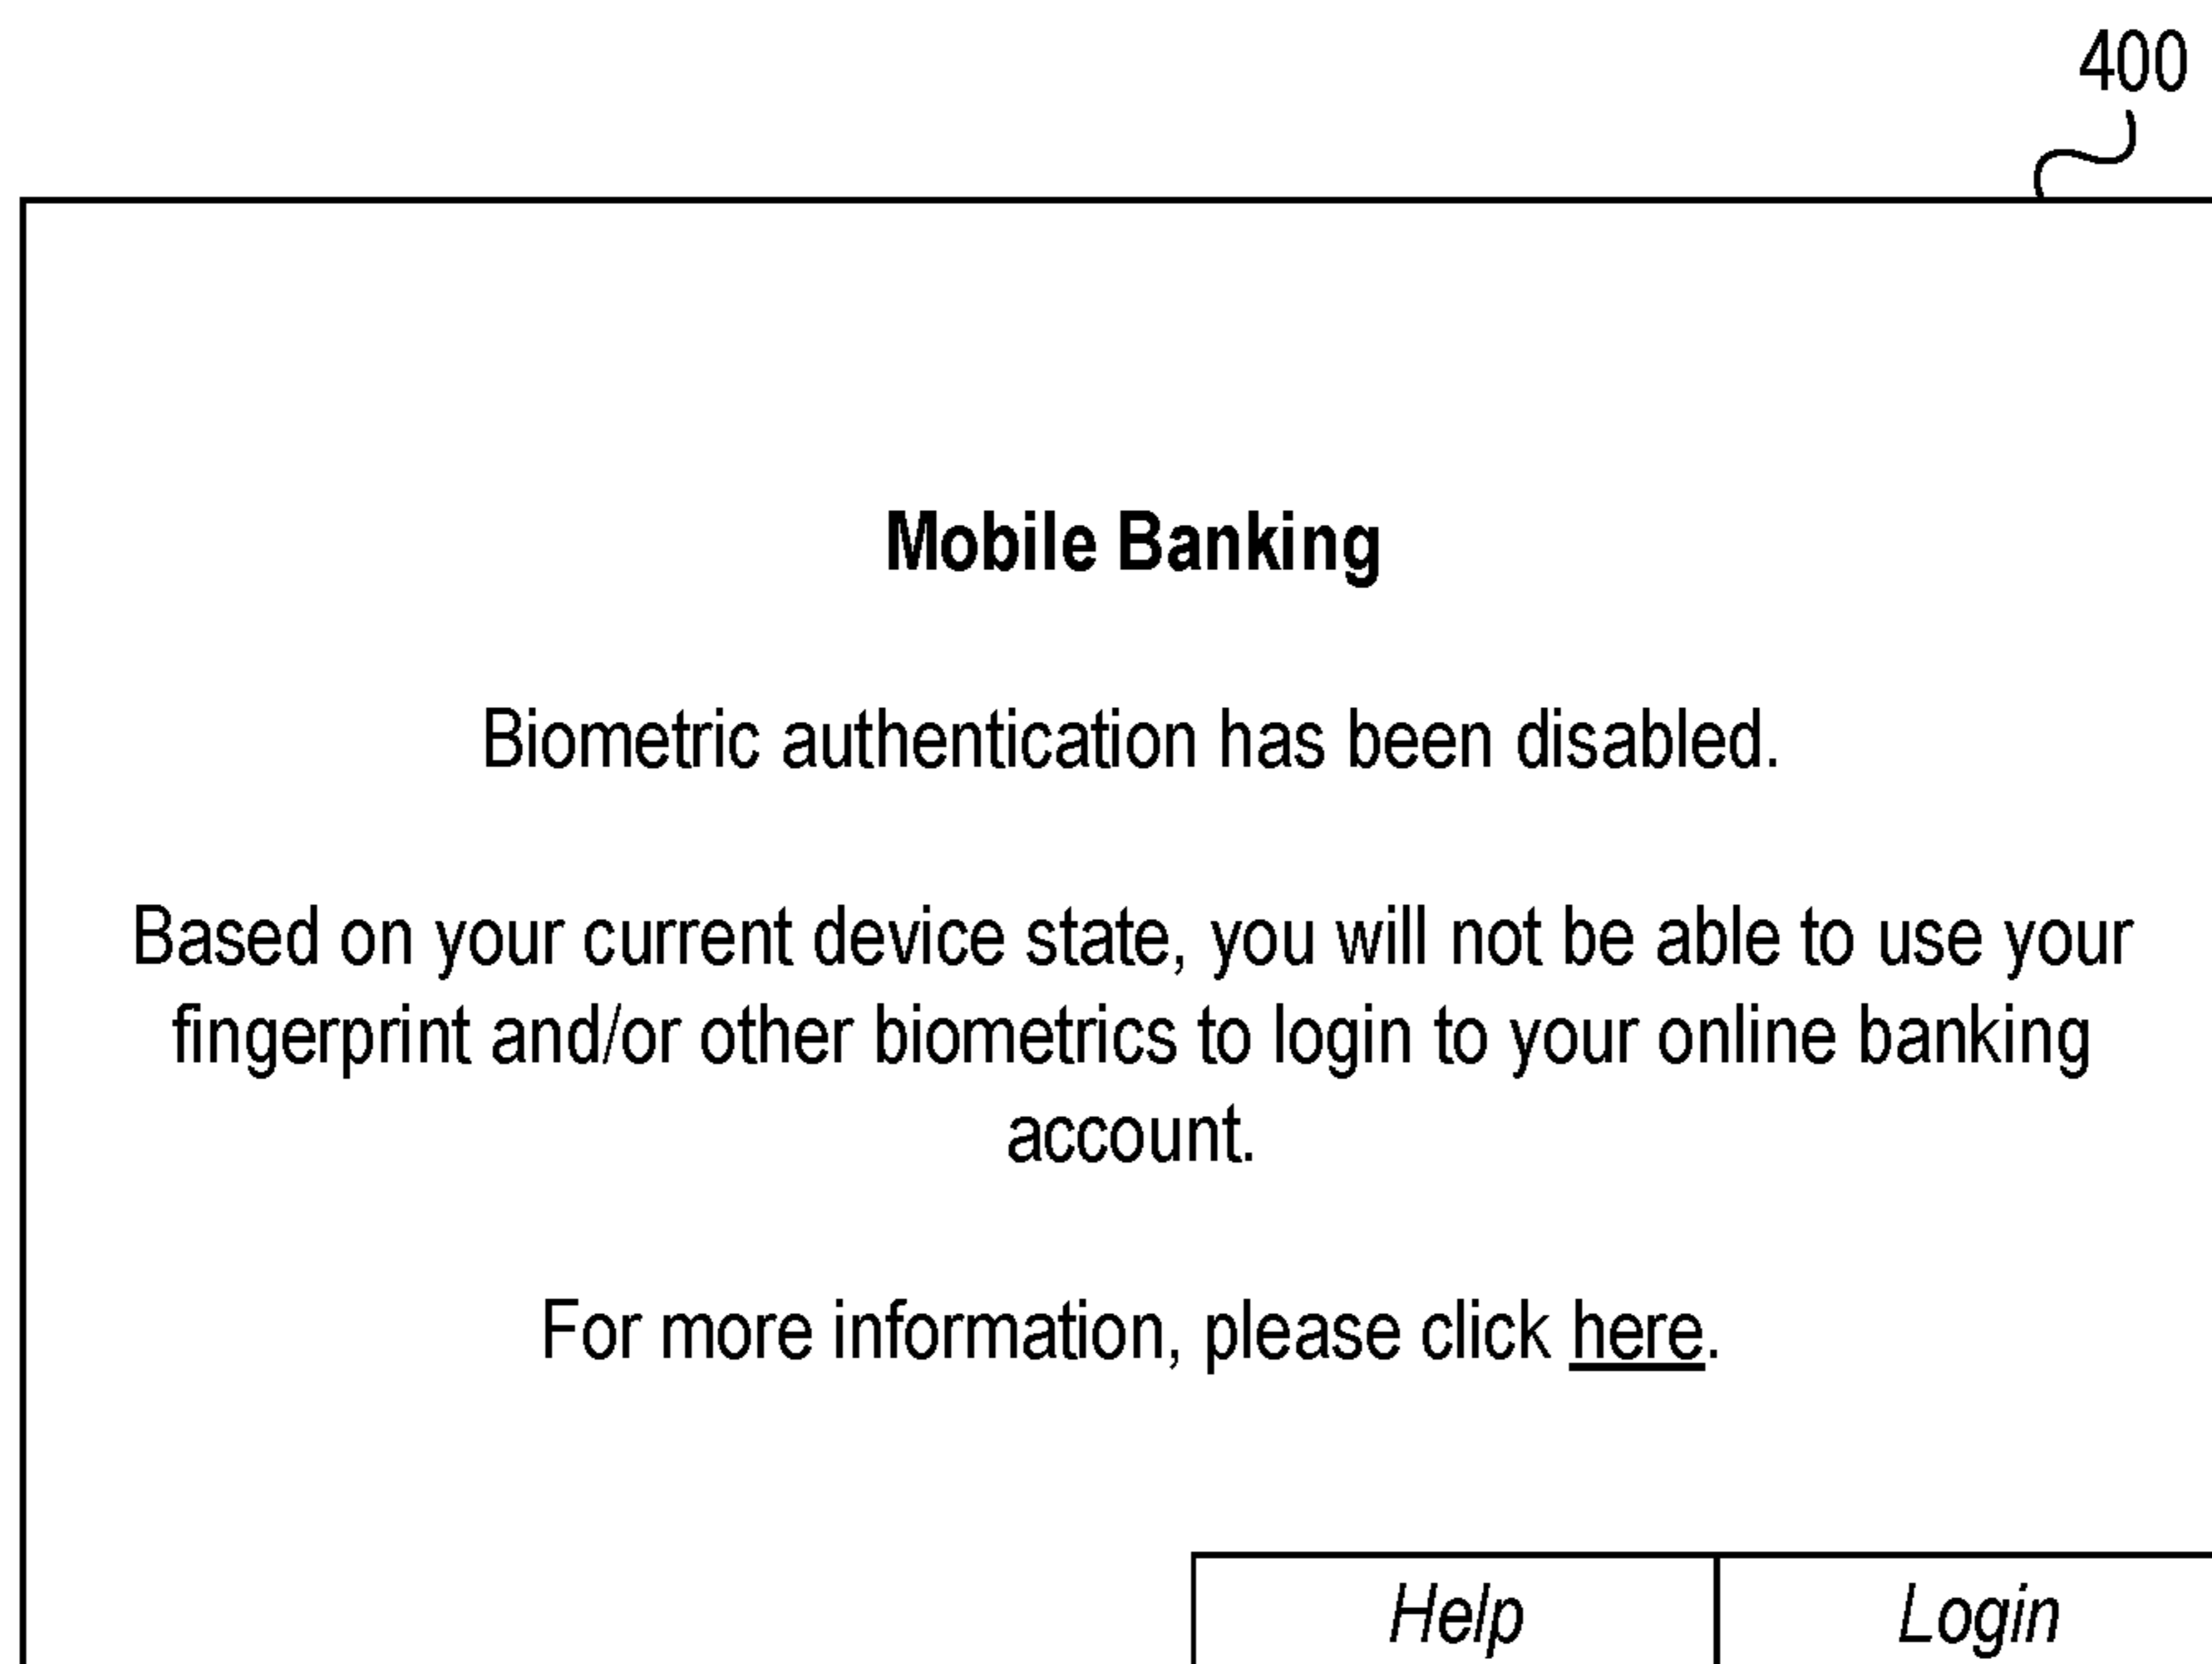 400
Mobile Banking
Biometric authentication has been disabled.
Based on your current device state, you will not be able to use your
fingerprint and/or other biometrics to login to your online banking
account.
For more information, please click here.
Help
Login